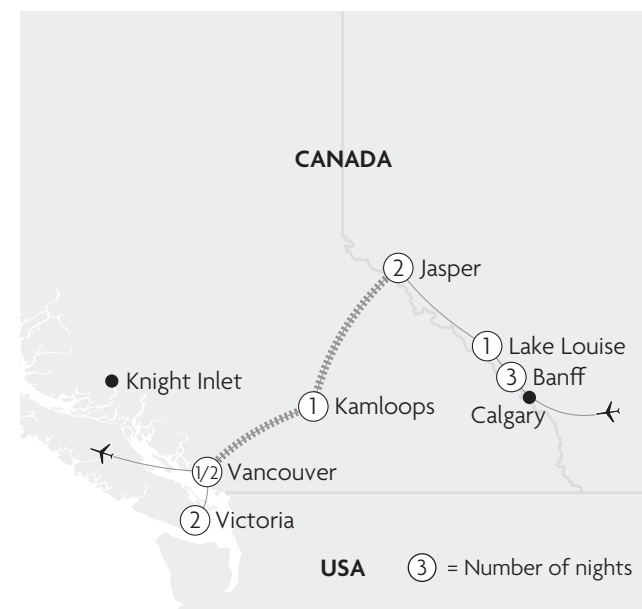 CANADA
2 Jasper
1 Lake Louise
3 Banff
Knight Inlet
1 Kamloops
Calgary
1/2 Vancouver
2 Victoria
USA
3 = Number of nights